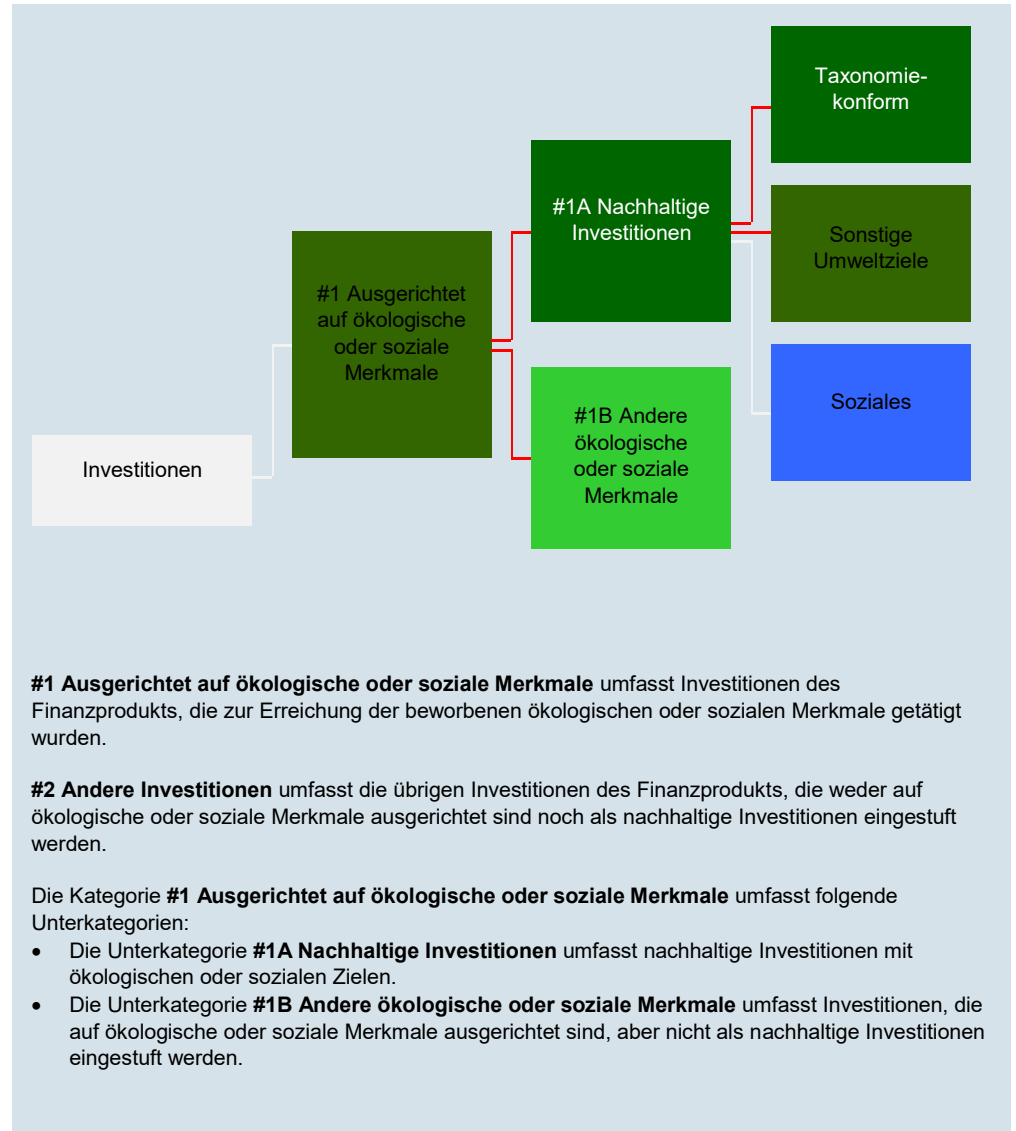 Taxonomie-
konform
#1A Nachhaltige
Investitionen
Sonstige
Umweltziele
#1 Ausgerichtet
auf ökologische
oder soziale
Merkmale
Soziales
#1B Andere
ökologische
oder soziale
Merkmale
Investitionen
#1 Ausgerichtet auf ökologische oder soziale Merkmale umfasst Investitionen des
Finanzprodukts, die zur Erreichung der beworbenen ökologischen oder sozialen Merkmale getätigt
wurden.
#2 Andere Investitionen umfasst die übrigen Investitionen des Finanzprodukts, die weder auf
ökologische oder soziale Merkmale ausgerichtet sind noch als nachhaltige Investitionen eingestuft
werden.
Die Kategorie #1 Ausgerichtet auf ökologische oder soziale Merkmale umfasst folgende
Unterkategorien:
• Die Unterkategorie #1A Nachhaltige Investitionen umfasst nachhaltige Investitionen mit
ökologischen oder sozialen Zielen.
• Die Unterkategorie #1B Andere ökologische oder soziale Merkmale umfasst Investitionen, die
auf ökologische oder soziale Merkmale ausgerichtet sind, aber nicht als nachhaltige Investitionen
eingestuft werden.